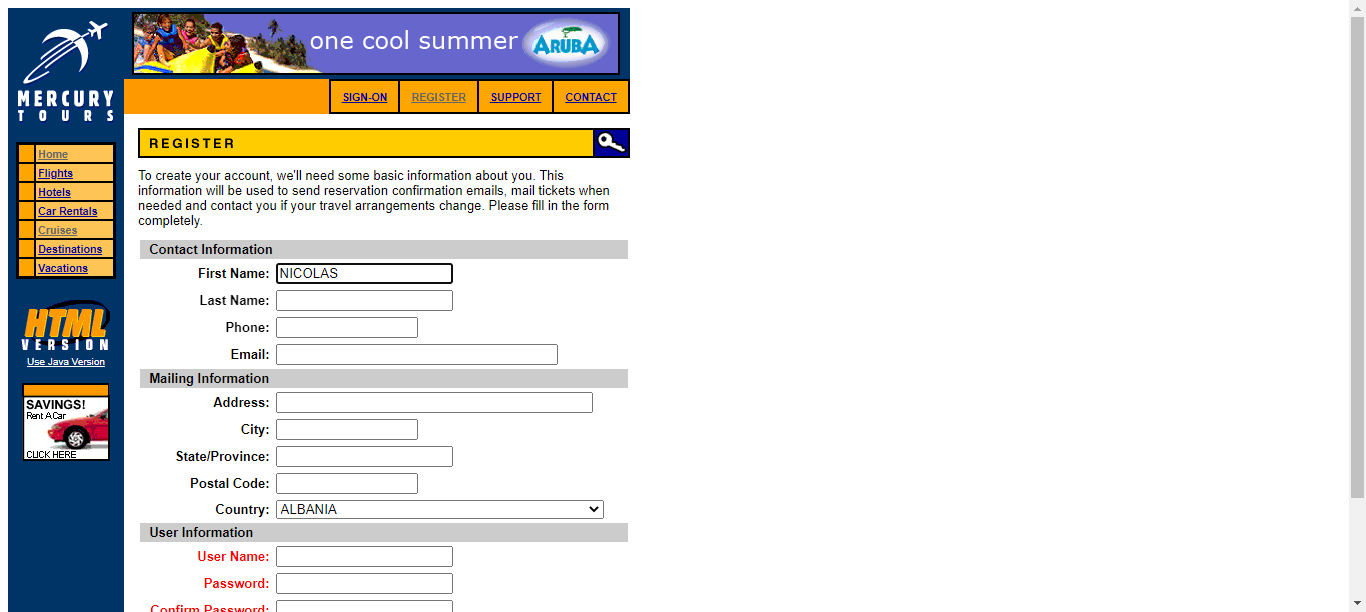 one cool summer ARUBA
MERCURY
TOURS
SIGN-ON REGISTER SUPPORT CONTACT
Home
Flights
Hotels
Car Rentals
Cruises
Destinations
Vacations
HTML
VERSION
Use Java Version
SAVINGS!
Rent A Car
CLICK HERE
REGISTER
To create your account, we'll need some basic information about you. This
information will be used to send reservation confirmation emails, mail tickets when
needed and contact you if your travel arrangements change. Please fill in the form
completely.
Contact Information
First Name: NICOLAS
Last Name:
Phone:
Email:
Mailing Information
Address:
City:
State/Province:
Postal Code:
Country: ALBANIA
User Information
User Name:
Password:
Confirm Password: